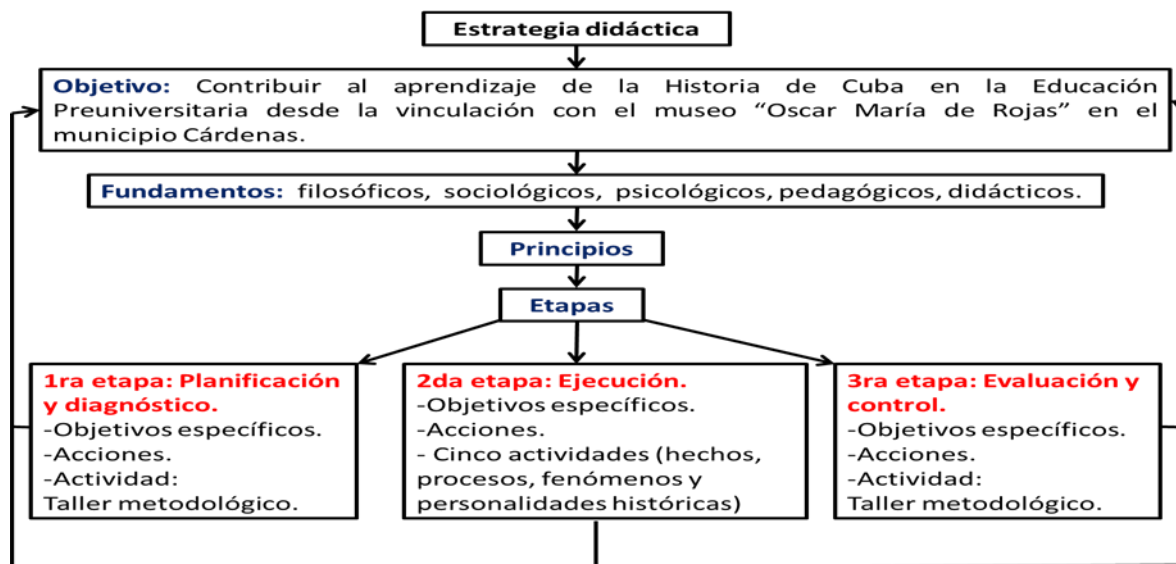 Estrategia didáctica
Objetivo: Contribuir al aprendizaje de la Historia de Cuba en la Educación
Preuniversitaria desde la vinculación con el museo “Oscar María de Rojas” en el
municipio Cárdenas.
Fundamentos: filosóficos, sociológicos, psicológicos, pedagógicos, didácticos.
Principios
Etapas
1ra etapa: Planificación
y diagnóstico.
-Objetivos específicos.
-Acciones.
-Actividad:
Taller metodológico.
2da etapa: Ejecución.
-Objetivos específicos.
-Acciones.
- Cinco actividades (hechos,
procesos, fenómenos y
personalidades históricas)
3ra etapa: Evaluación y
control.
-Objetivos específicos.
-Acciones.
-Actividad:
Taller metodológico.